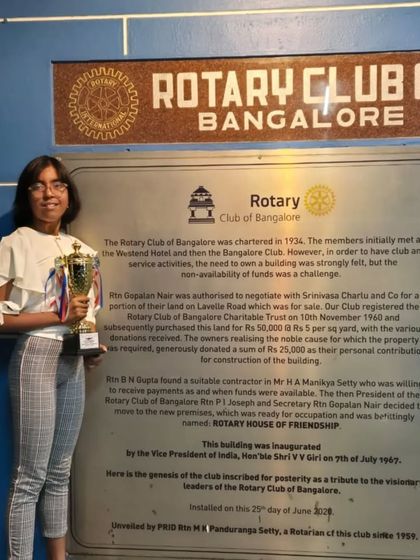 ROTARY CLUB
BANGALORE
ROTARY
INTERNATIONAL
Rotary
Club of Bangalore
The Rotary Club of Bangalore was chartered in 1934. The members initially met a
the Westend Hotel and then the Bangalore Club. However, in order to have club an
service activities, the need to own a building was strongly felt, but the
non-availability of funds was a challenge.
Rtn Gopalan Nair was authorised to negotiate with Srinivasa Charlu and Co for a
portion of their land on Lavelle Road which was for sale. Our Club registered the
Rotary Club of Bangalore Charitable Trust on 10th November 1960 and
subsequently purchased this land for Rs 50,000 @ Rs 5 per sq yard, with the variou
donations received. The owners realising the noble cause for which the property
was required, generously donated a sum of Rs 25,000 as their personal contributi
for construction of the building.
Rtn B N Gupta found a suitable contractor in Mr H A Manikya Setty who was willing
to receive payments as and when funds were available. The then President of the
Rotary Club of Bangalore Rtn P I Joseph and Secretary Rtn Gopalan Nair decided t
move to the new premises, which was ready for occupation and was befittingly
named: ROTARY HOUSE OF FRIENDSHIP.
This building was inaugurated
by the Vice President of India, Hon'ble Shri V V Giri on 7th of July 1967.
Here is the genesis of the club inscribed for posterity as a tribute to the visionar
leaders of the Rotary Club of Bangalore.
Installed on this 25th day of June 2020.
Unveiled by PRID Rtn M K Panduranga Setty, a Rotarian of this club since 1959.